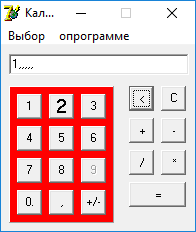 Кал...
Выбор опрограмме
1,,,,,
1 2 3 < C
4 5 6 + -
7 8 9 / *
0. , +/- =